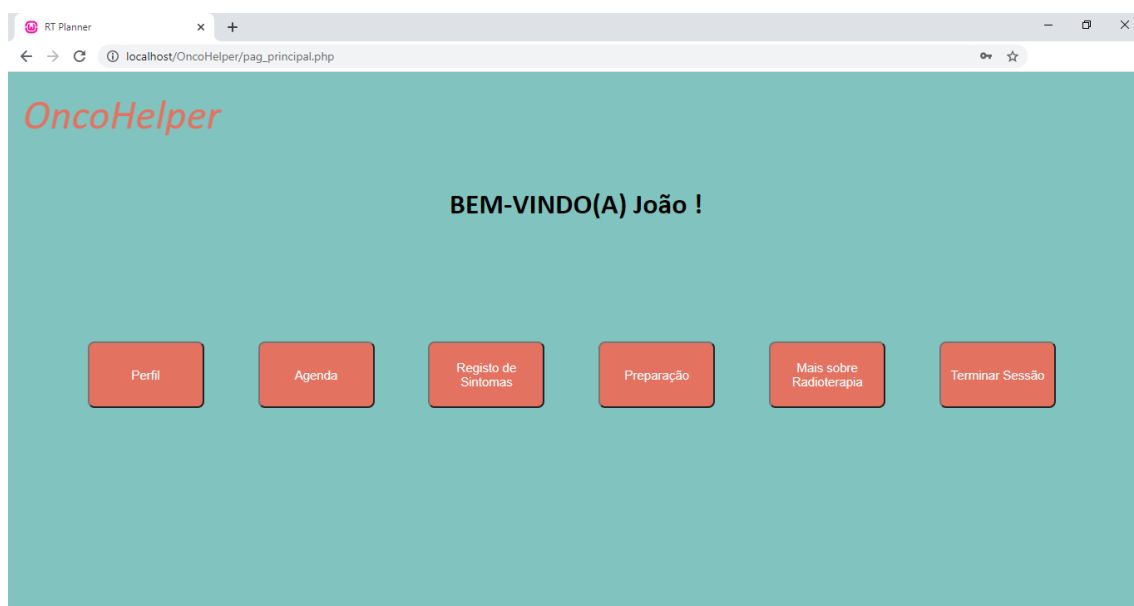 RT Planner
localhost/OncoHelper/pag_principal.php
OncoHelper
BEM-VINDO(A) João !
Perfil
Agenda
Registo de
Sintomas
Preparação
Mais sobre
Radioterapia
Terminar Sessão